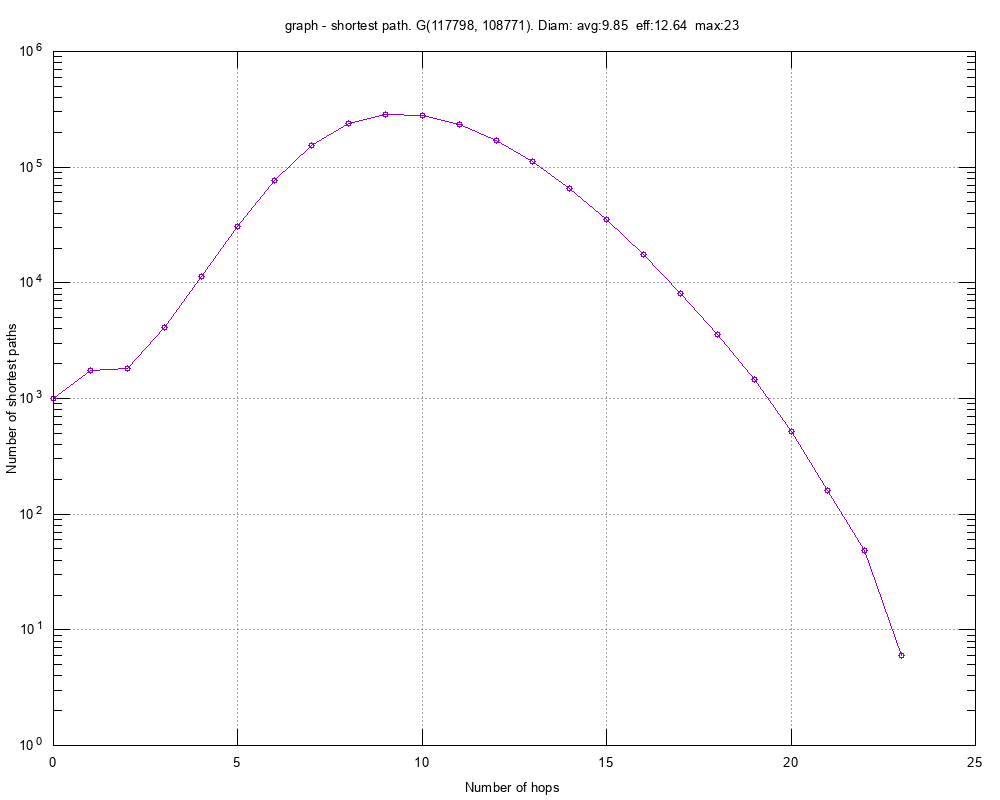 graph - shortest path. G(117798, 108771). Diam: avg:9.85  eff:12.64  max:23
Number of shortest paths
10^6
10^5
10^4
10^3
10^2
10^1
10^0
0 5 10 15 20 25
Number of hops